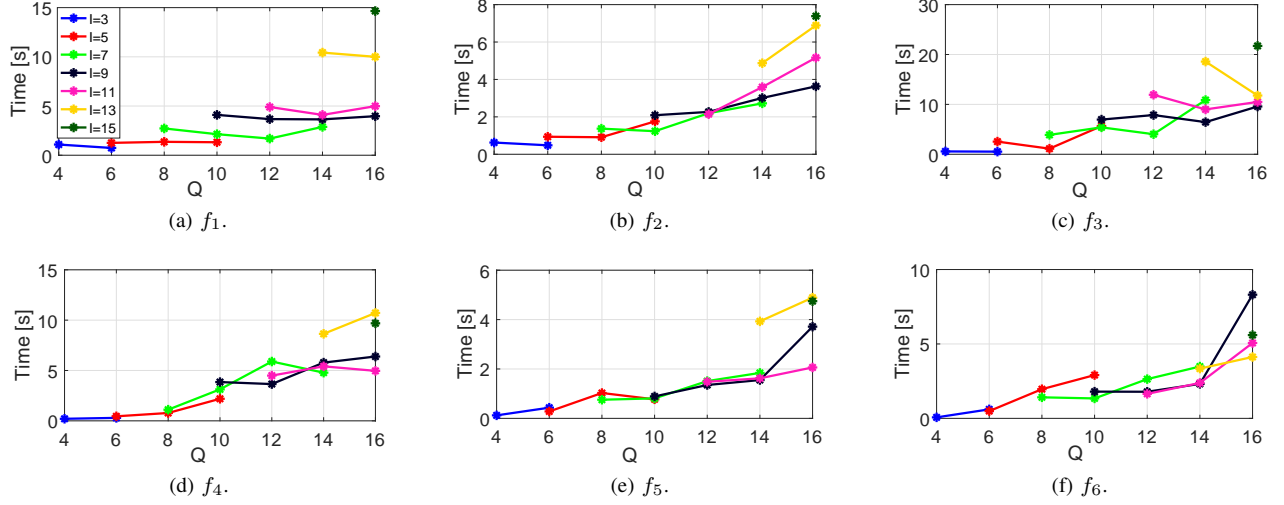 15
10
5
0
Time [s]
l=3
l=5
l=7
l=9
l=11
l=13
l=15
4 6 8 10 12 14 16
Q
(a) f1.
8
6
4
2
0
Time [s]
4 6 8 10 12 14 16
Q
(b) f2.
30
20
10
0
Time [s]
4 6 8 10 12 14 16
Q
(c) f3.
15
10
5
0
Time [s]
4 6 8 10 12 14 16
Q
(d) f4.
6
4
2
0
Time [s]
4 6 8 10 12 14 16
Q
(e) f5.
10
5
0
Time [s]
4 6 8 10 12 14 16
Q
(f) f6.